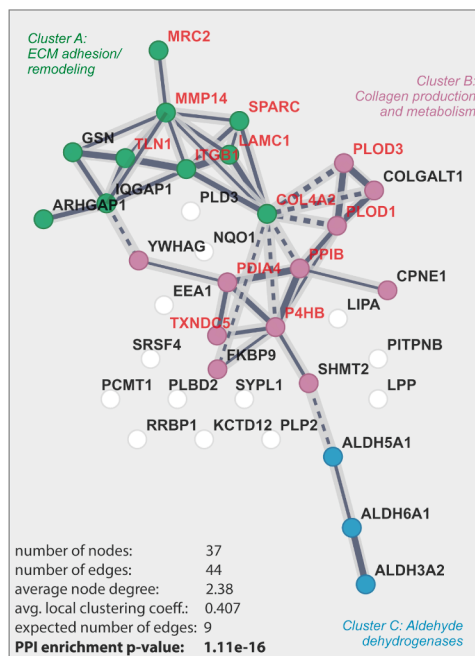 Cluster A:
ECM adhesion/
remodeling
MRC2
Cluster B:
Collagen production
and metabolism
MMP14
SPARC
GSN
TLN1
LAMC1
ITGB1
PLOD3
COLGALT1
IQGAP1
PLD3
ARHGAP1
COL4A2
PLOD1
YWHAG
NQO1
PPIB
PDIA4
CPNE1
EEA1
LIPA
TXNDC5
P4HB
SRSF4
FKBP9
PITPNB
SHMT2
PCMT1
PLBD2
SYPL1
LPP
RRBP1
KCTD12
PLP2
ALDH5A1
ALDH6A1
ALDH3A2
number of nodes: 37
number of edges: 44
average node degree: 2.38
avg. local clustering coeff.: 0.407
expected number of edges: 9
PPI enrichment p-value: 1.11e-16
Cluster C: Aldehyde
dehydrogenases